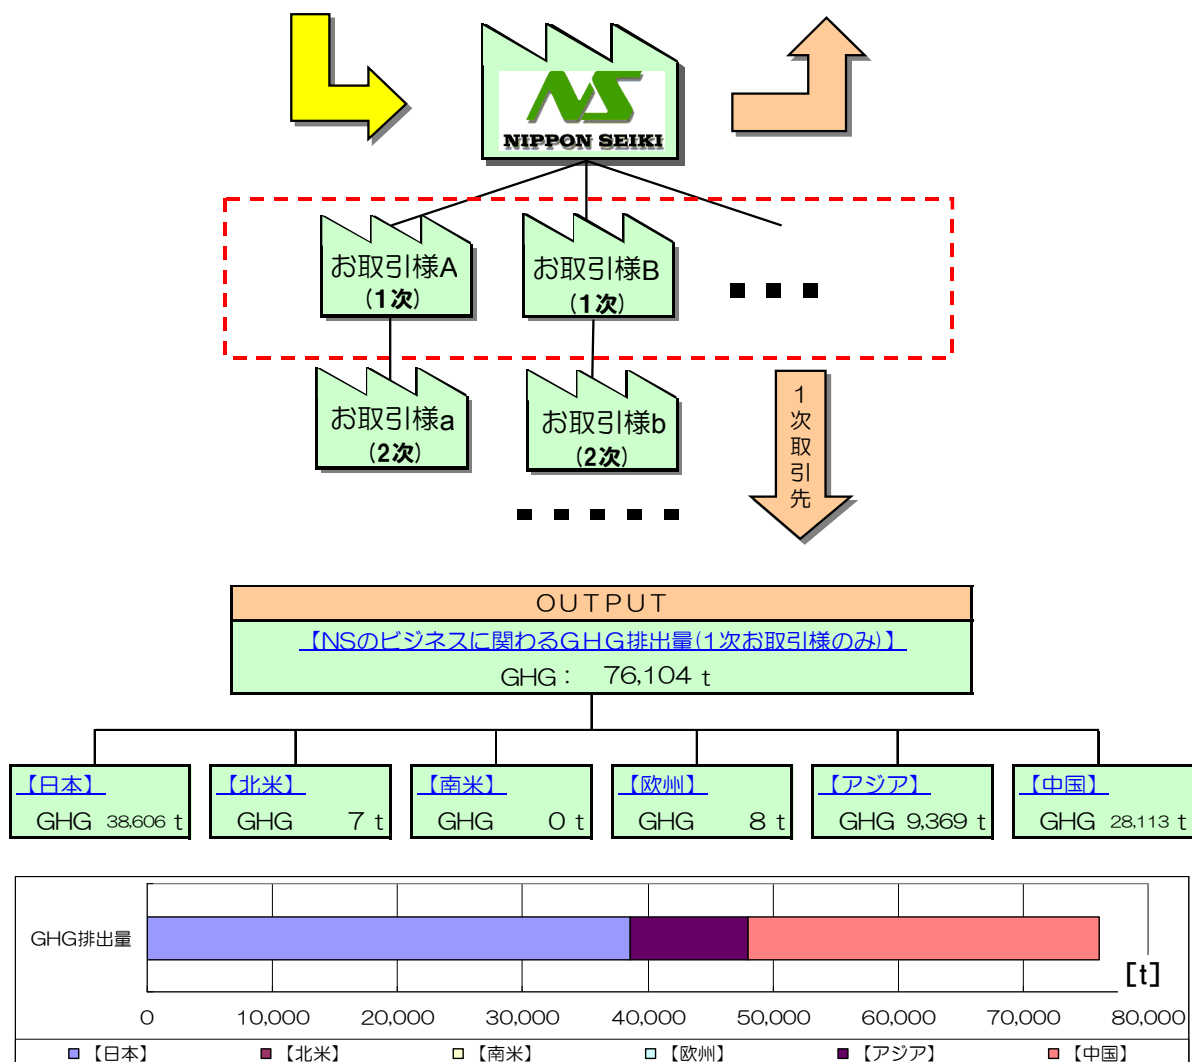 NS
NIPPON SEIKI
お取引様A
(1次)
お取引様B
(1次)
お取引様a
(2次)
お取引様b
(2次)
1次取引先
OUTPUT
【NSのビジネスに関わるGHG排出量(1次お取引様のみ)】
GHG： 76,104 t
【日本】
GHG 38,606 t
【北米】
GHG 7 t
【南米】
GHG 0 t
【欧州】
GHG 8 t
【アジア】
GHG 9,369 t
【中国】
GHG 28,113 t
GHG排出量
[t]
0 10,000 20,000 30,000 40,000 50,000 60,000 70,000 80,000
【日本】 【北米】 【南米】 【欧州】 【アジア】 【中国】